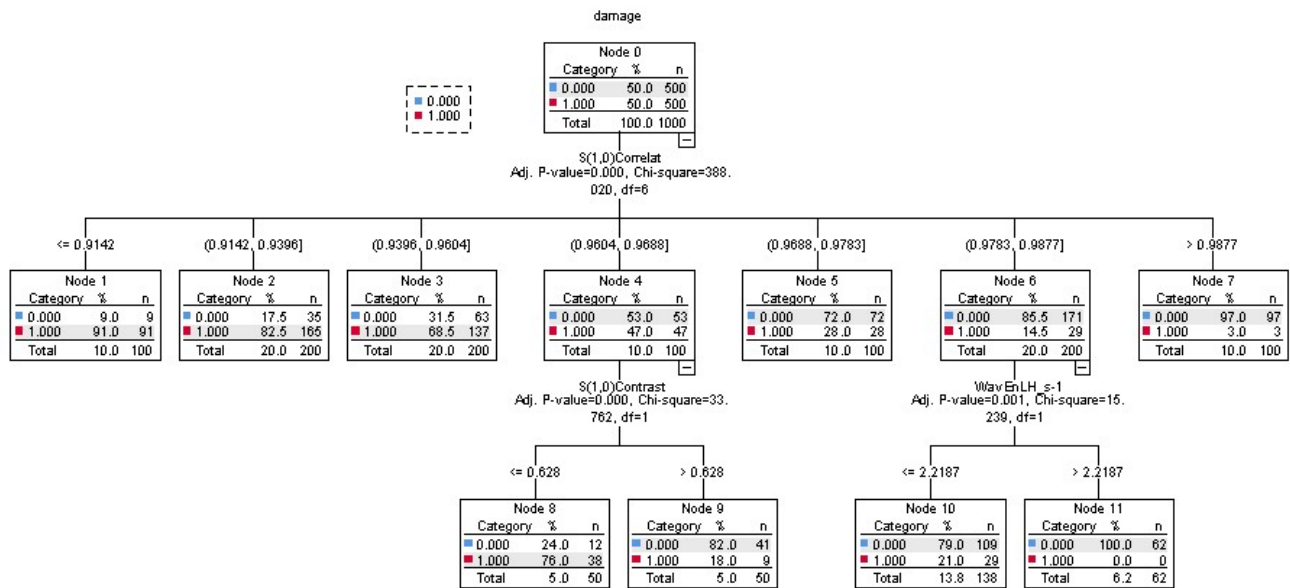 damage
Node 0
Category % n
0.000 50.0 500
1.000 50.0 500
Total 100.0 1000
0.000
1.000
S(1,0)Correlat
Adj. P-value=0.000, Chi-square=388.
020, df=6
<= 0.9142
(0.9142, 0.9396]
(0.9396, 0.9604]
(0.9604, 0.9688]
(0.9688, 0.9783]
(0.9783, 0.9877]
> 0.9877
Node 1
Category % n
0.000 9.0 9
1.000 91.0 91
Total 10.0 100
Node 2
Category % n
0.000 17.5 35
1.000 82.5 165
Total 20.0 200
Node 3
Category % n
0.000 31.5 63
1.000 68.5 137
Total 20.0 200
Node 4
Category % n
0.000 53.0 53
1.000 47.0 47
Total 10.0 100
Node 5
Category % n
0.000 72.0 72
1.000 28.0 28
Total 10.0 100
Node 6
Category % n
0.000 85.5 171
1.000 14.5 29
Total 20.0 200
Node 7
Category % n
0.000 97.0 97
1.000 3.0 3
Total 10.0 100
S(1,0)Contrast
Adj. P-value=0.000, Chi-square=33.
762, df=1
WavEnLH_s-1
Adj. P-value=0.001, Chi-square=15.
239, df=1
<= 0.628
> 0.628
<= 2.2187
> 2.2187
Node 8
Category % n
0.000 24.0 12
1.000 76.0 38
Total 5.0 50
Node 9
Category % n
0.000 82.0 41
1.000 18.0 9
Total 5.0 50
Node 10
Category % n
0.000 79.0 109
1.000 21.0 29
Total 13.8 138
Node 11
Category % n
0.000 100.0 62
1.000 0.0 0
Total 6.2 62